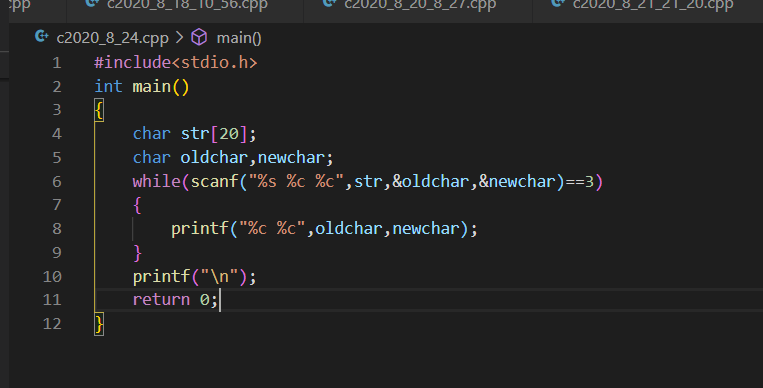 cpp
c2020_8_18_10_56.cpp
c2020_8_20_8_27.cpp
c2020_8_21_21_20.cpp
c2020_8_24.cpp > main()
1 #include<stdio.h>
2 int main()
3 {
4 char str[20];
5 char oldchar,newchar;
6 while(scanf("%s %c %c",str,&oldchar,&newchar)==3)
7 {
8 printf("%c %c",oldchar,newchar);
9 }
10 printf("\n");
11 return 0;
12 }